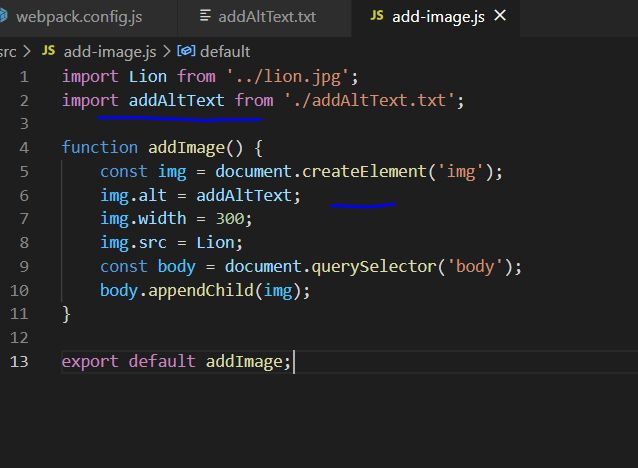 webpack.config.js addAltText.txt JS add-image.js
src > JS add-image.js > default
1 import Lion from '../lion.jpg';
2 import addAltText from './addAltText.txt';
3
4 function addImage() {
5 const img = document.createElement('img');
6 img.alt = addAltText;
7 img.width = 300;
8 img.src = Lion;
9 const body = document.querySelector('body');
10 body.appendChild(img);
11 }
12
13 export default addImage;